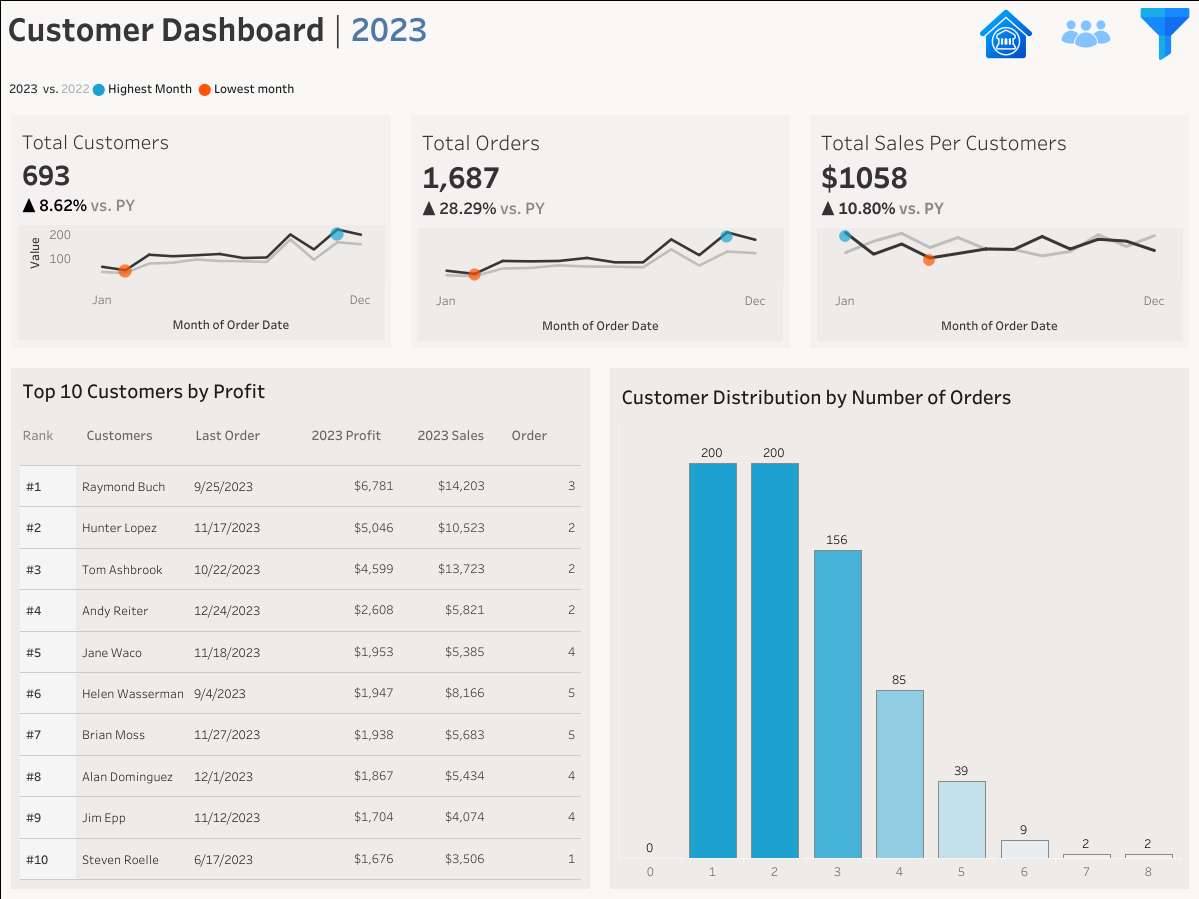 Customer Dashboard | 2023
2023 vs. 2022 Highest Month Lowest month
Total Customers
693
▲ 8.62% vs. PY
Value
200
100
Jan Dec
Month of Order Date
Total Orders
1,687
▲ 28.29% vs. PY
Jan Dec
Month of Order Date
Total Sales Per Customers
$1058
▲ 10.80% vs. PY
Jan Dec
Month of Order Date
Top 10 Customers by Profit
Rank Customers Last Order 2023 Profit 2023 Sales Order
#1 Raymond Buch 9/25/2023 $6,781 $14,203 3
#2 Hunter Lopez 11/17/2023 $5,046 $10,523 2
#3 Tom Ashbrook 10/22/2023 $4,599 $13,723 2
#4 Andy Reiter 12/24/2023 $2,608 $5,821 2
#5 Jane Waco 11/18/2023 $1,953 $5,385 4
#6 Helen Wasserman 9/4/2023 $1,947 $8,166 5
#7 Brian Moss 11/27/2023 $1,938 $5,683 5
#8 Alan Dominguez 12/1/2023 $1,867 $5,434 4
#9 Jim Epp 11/12/2023 $1,704 $4,074 4
#10 Steven Roelle 6/17/2023 $1,676 $3,506 1
Customer Distribution by Number of Orders
0 200 200 156 85 39 9 2 2
0 1 2 3 4 5 6 7 8